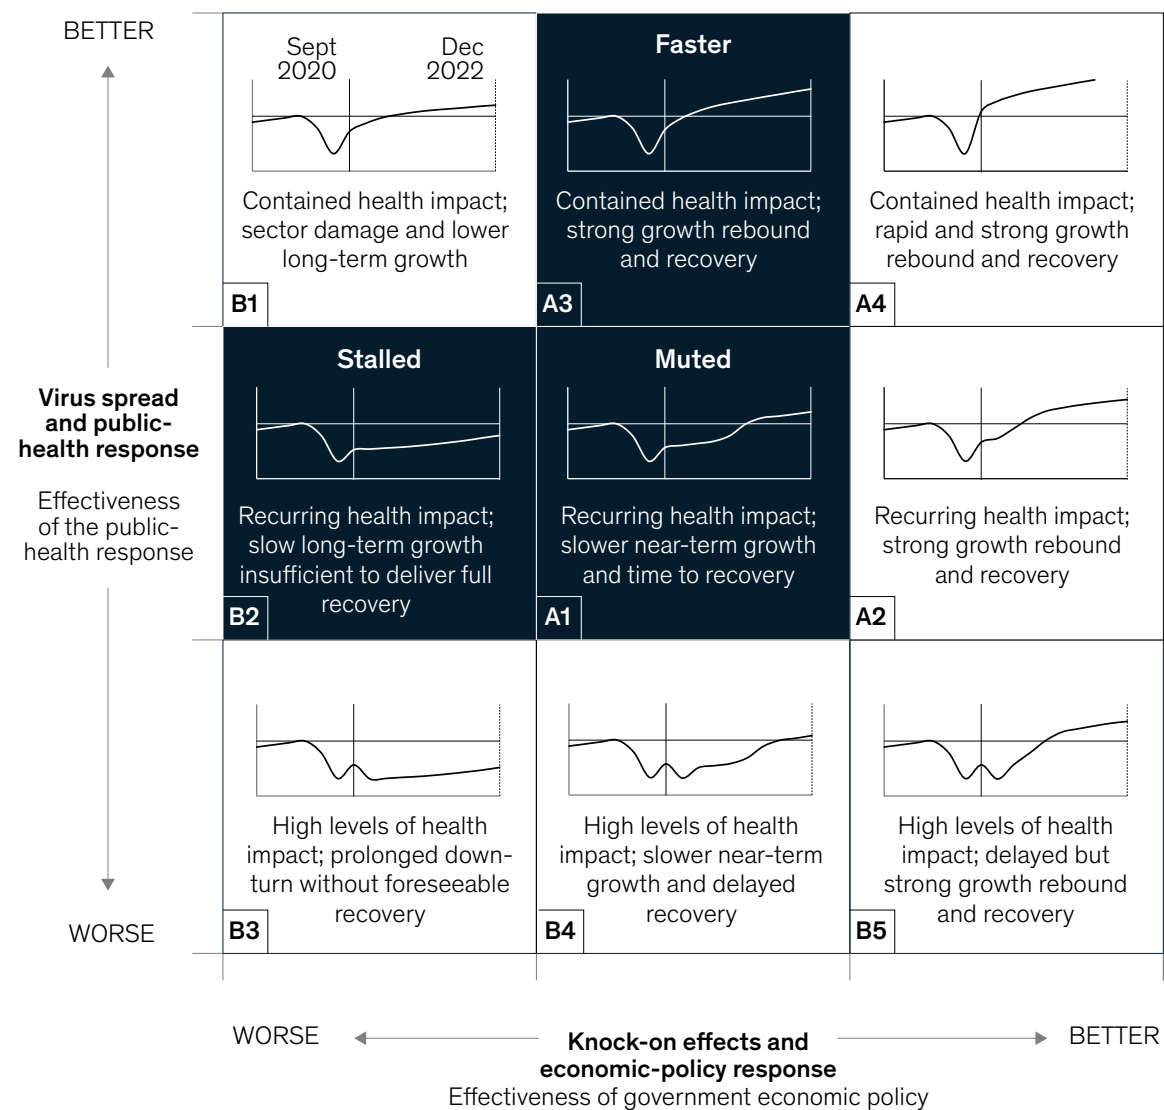 BETTER
Virus spread
and public-
health response
Effectiveness
of the public-
health response
WORSE
Sept
2020
Dec
2022
Contained health impact;
sector damage and lower
long-term growth
B1
Faster
Contained health impact;
strong growth rebound
and recovery
A3
Contained health impact;
rapid and strong growth
rebound and recovery
A4
Stalled
Recurring health impact;
slow long-term growth
insufficient to deliver full
recovery
B2
Muted
Recurring health impact;
slower near-term growth
and time to recovery
A1
Recurring health impact;
strong growth rebound
and recovery
A2
High levels of health
impact; prolonged down-
turn without foreseeable
recovery
B3
High levels of health
impact; slower near-term
growth and delayed
recovery
B4
High levels of health
impact; delayed but
strong growth rebound
and recovery
B5
WORSE
Knock-on effects and
economic-policy response
Effectiveness of government economic policy
BETTER